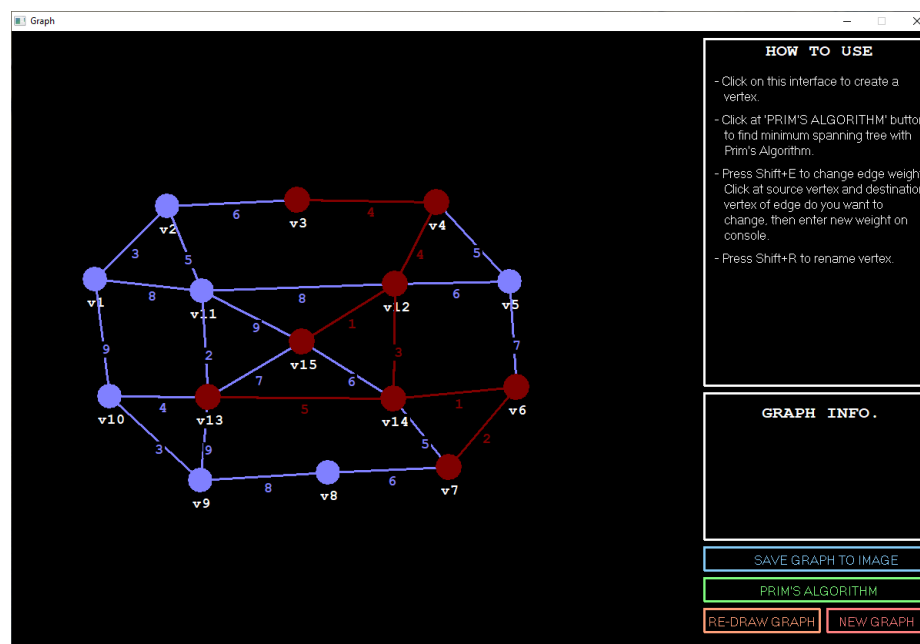 Graph
HOW TO USE
- Click on this interface to create a
vertex.
- Click at 'PRIM'S ALGORITHM' button
to find minimum spanning tree with
Prim's Algorithm.
- Press Shift+E to change edge weight
Click at source vertex and destination
vertex of edge do you want to
change, then enter new weight on
console.
- Press Shift+R to rename vertex.
GRAPH INFO.
SAVE GRAPH TO IMAGE
PRIM'S ALGORITHM
RE-DRAW GRAPH
NEW GRAPH
6
4
v2
v3
v4
3
5
4
5
8
8
6
v1
v11
v12
v5
9
1
9
2
3
7
v15
7
6
4
5
1
v10
v13
v14
v6
3
9
5
2
8
6
v9
v8
v7